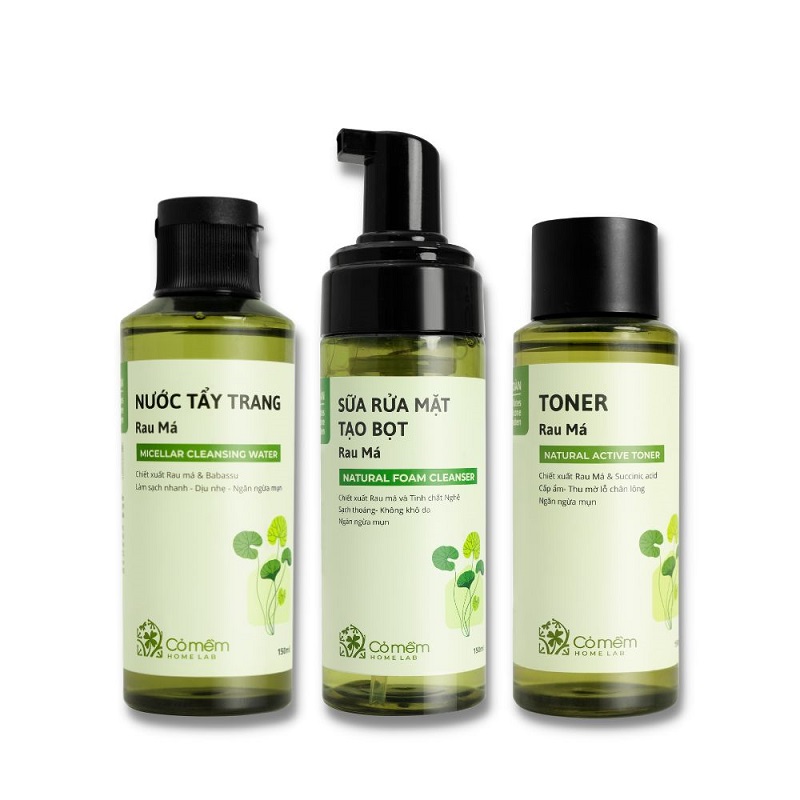 NƯỚC TẨY TRANG
Rau Má
MICELLAR CLEANSING WATER
Chiết xuất Rau má & Babassu
Làm sạch nhanh - Dịu nhẹ - Ngăn ngừa mụn
Cỏ mềm
HOME LAB
150ml
SỮA RỬA MẶT
TẠO BỌT
Rau Má
NATURAL FOAM CLEANSER
Chiết xuất Rau má và Tinh chất Nghệ
Sạch thoáng- Không khô da
Ngăn ngừa mụn
Cỏ mềm
HOME LAB
150ml
TONER
Rau Má
NATURAL ACTIVE TONER
Chiết xuất Rau Má & Succinic acid
Cấp ẩm- Thu mờ lỗ chân lông
Ngăn ngừa mụn
Cỏ mềm
HOME LAB